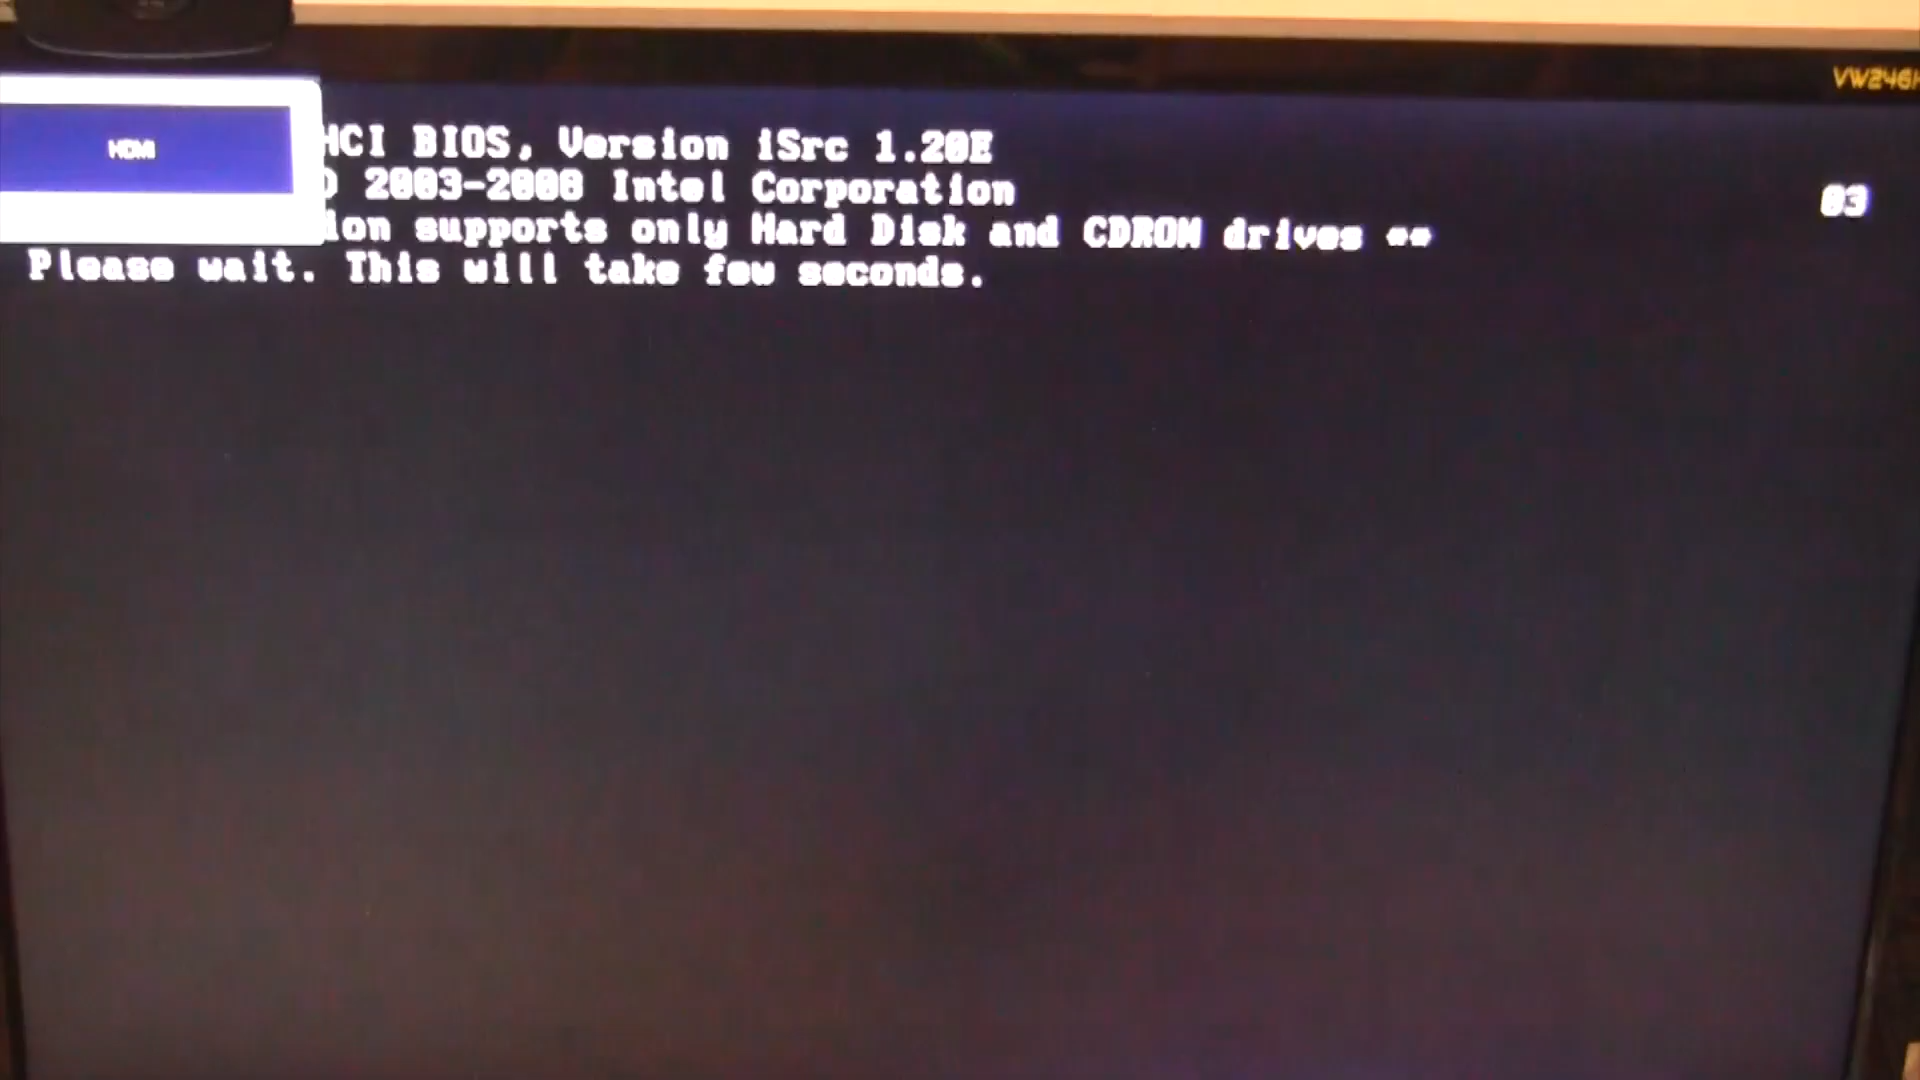 VW246H
HDMI
HCI BIOS, Version iSrc 1.20E
2003-2008 Intel Corporation
03
ion supports only Hard Disk and CDROM drives **
Please wait. This will take few seconds.